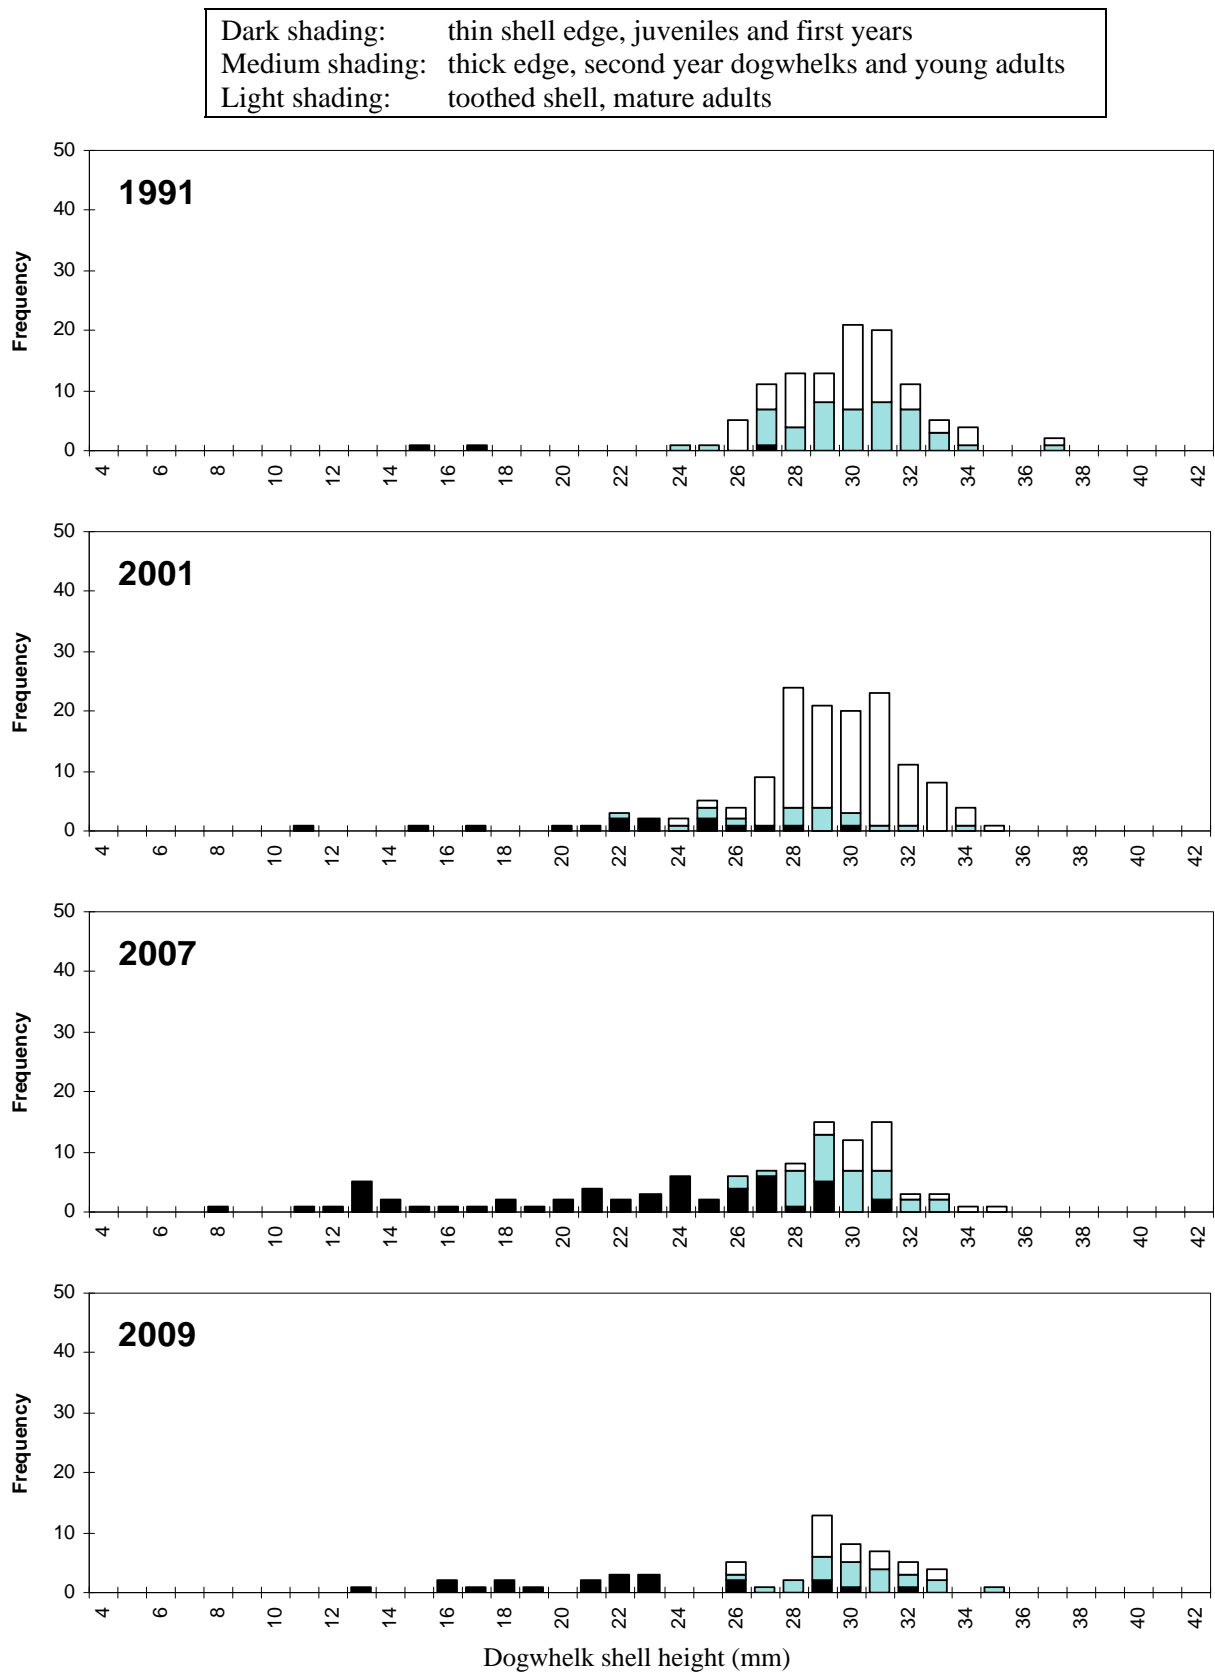 Dark shading: thin shell edge, juveniles and first years
Medium shading: thick edge, second year dogwhelks and young adults
Light shading: toothed shell, mature adults
50
40
30
20
10
0
Frequency
1991
4 6 8 10 12 14 16 18 20 22 24 26 28 30 32 34 36 38 40 42
50
40
30
20
10
0
Frequency
2001
4 6 8 10 12 14 16 18 20 22 24 26 28 30 32 34 36 38 40 42
50
40
30
20
10
0
Frequency
2007
4 6 8 10 12 14 16 18 20 22 24 26 28 30 32 34 36 38 40 42
50
40
30
20
10
0
Frequency
2009
4 6 8 10 12 14 16 18 20 22 24 26 28 30 32 34 36 38 40 42
Dogwhelk shell height (mm)